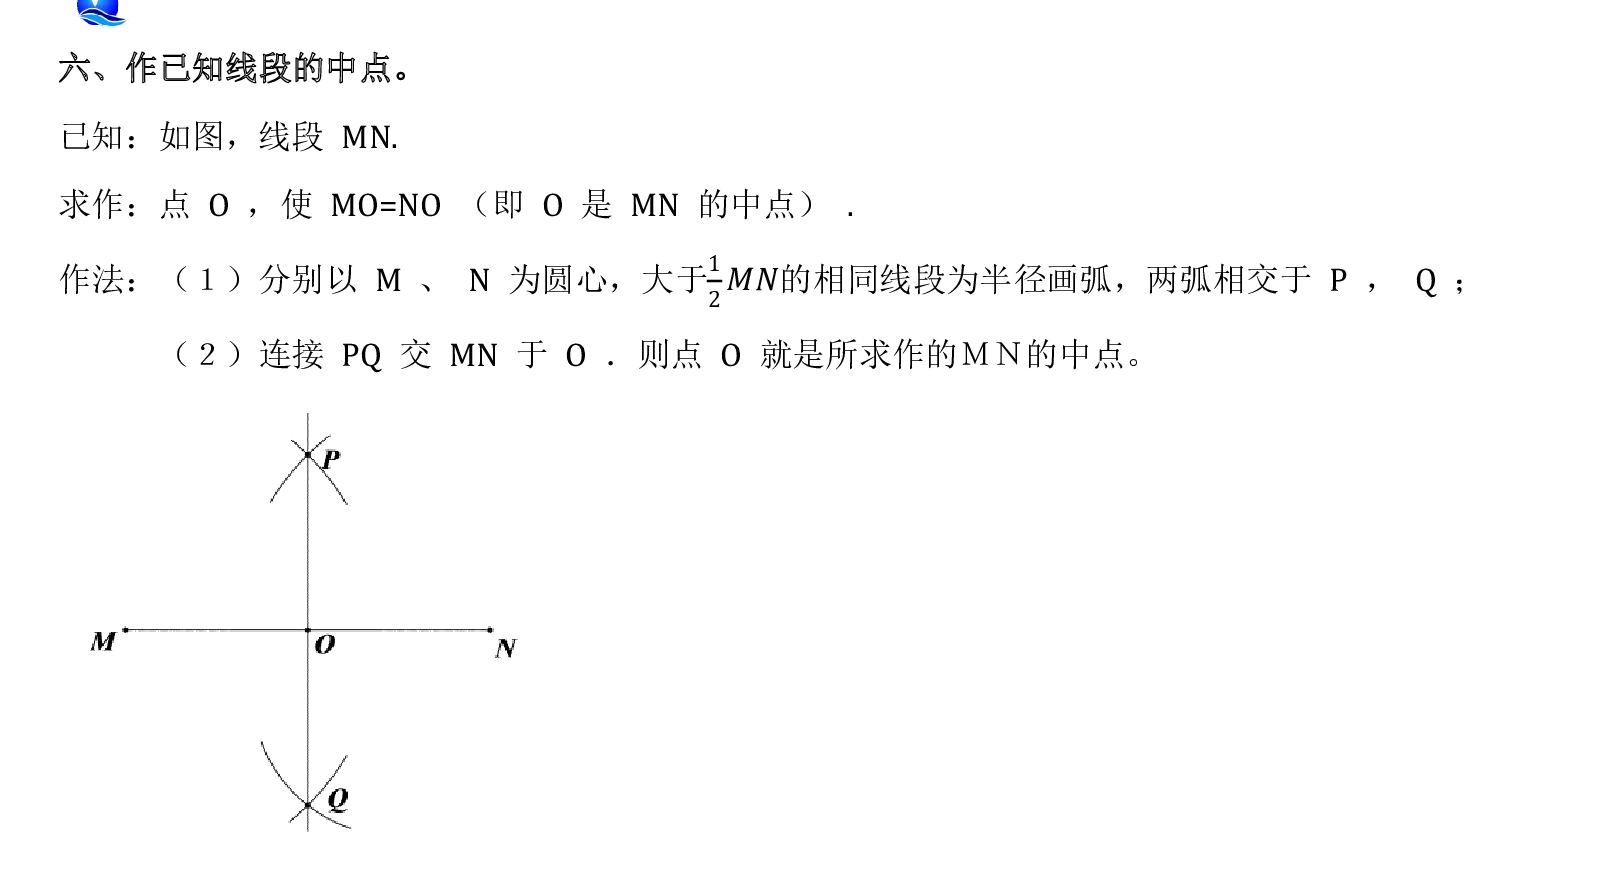 六、作已知线段的中点。
已知：如图，线段 MN.
求作：点 O ，使 MO=NO （即 O 是 MN 的中点） .
作法：（１）分别以 M 、 N 为圆心，大于$\frac{1}{2}MN$的相同线段为半径画弧，两弧相交于 P ， Q ；
（２）连接 PQ 交 MN 于 O ．则点 O 就是所求作的ＭＮ的中点。
P
M
O
N
Q